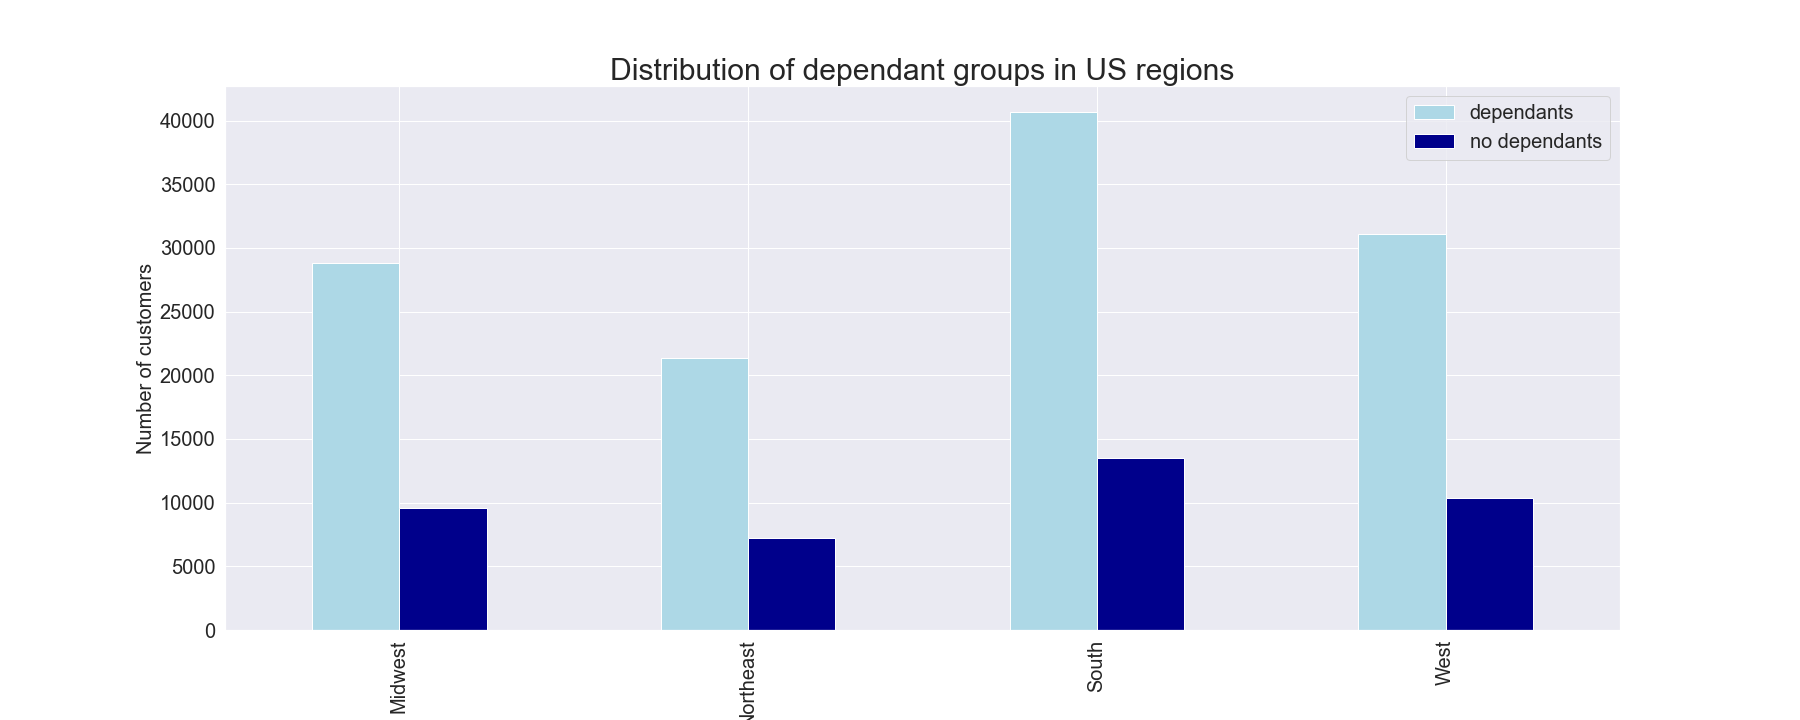 Distribution of dependant groups in US regions
dependants
no dependants
40000
35000
30000
25000
20000
15000
10000
5000
0
Number of customers
Midwest
Northeast
South
West